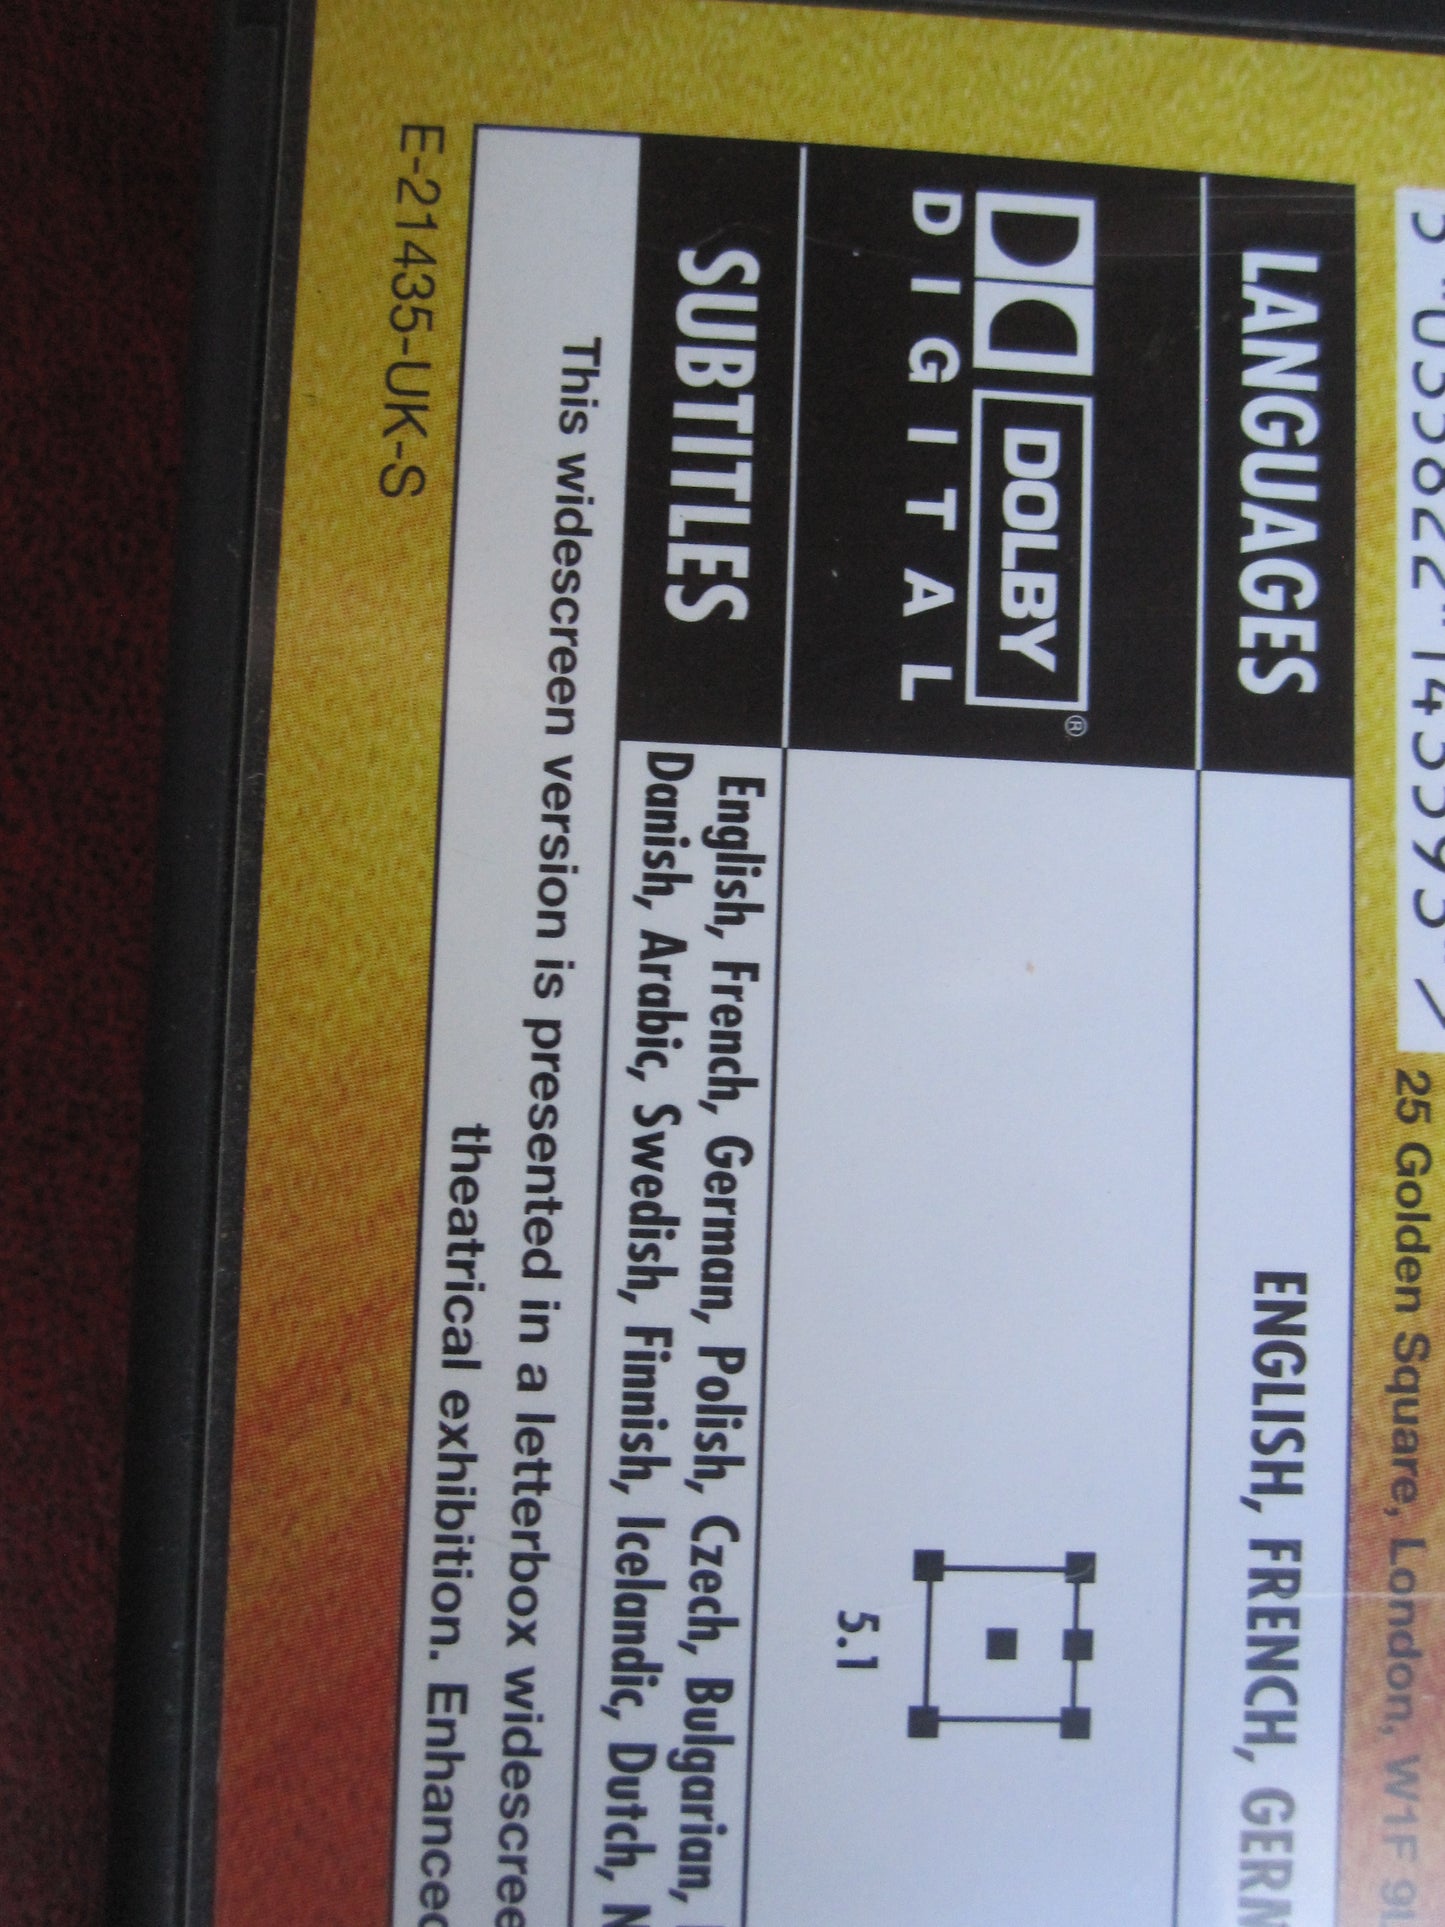 25 Golden Square, London, W1F
LANGUAGES
ENGLISH, FRENCH,
DOLBY®
DIGITAL
5.1
SUBTITLES
English, French, German, Polish, Czech, Bulgarian,
Danish, Arabic, Swedish, Finnish, Icelandic, Dutch,
This widescreen version is presented in a letterbox
theatrical exhibition. Enhanced
E-21435-UK-S